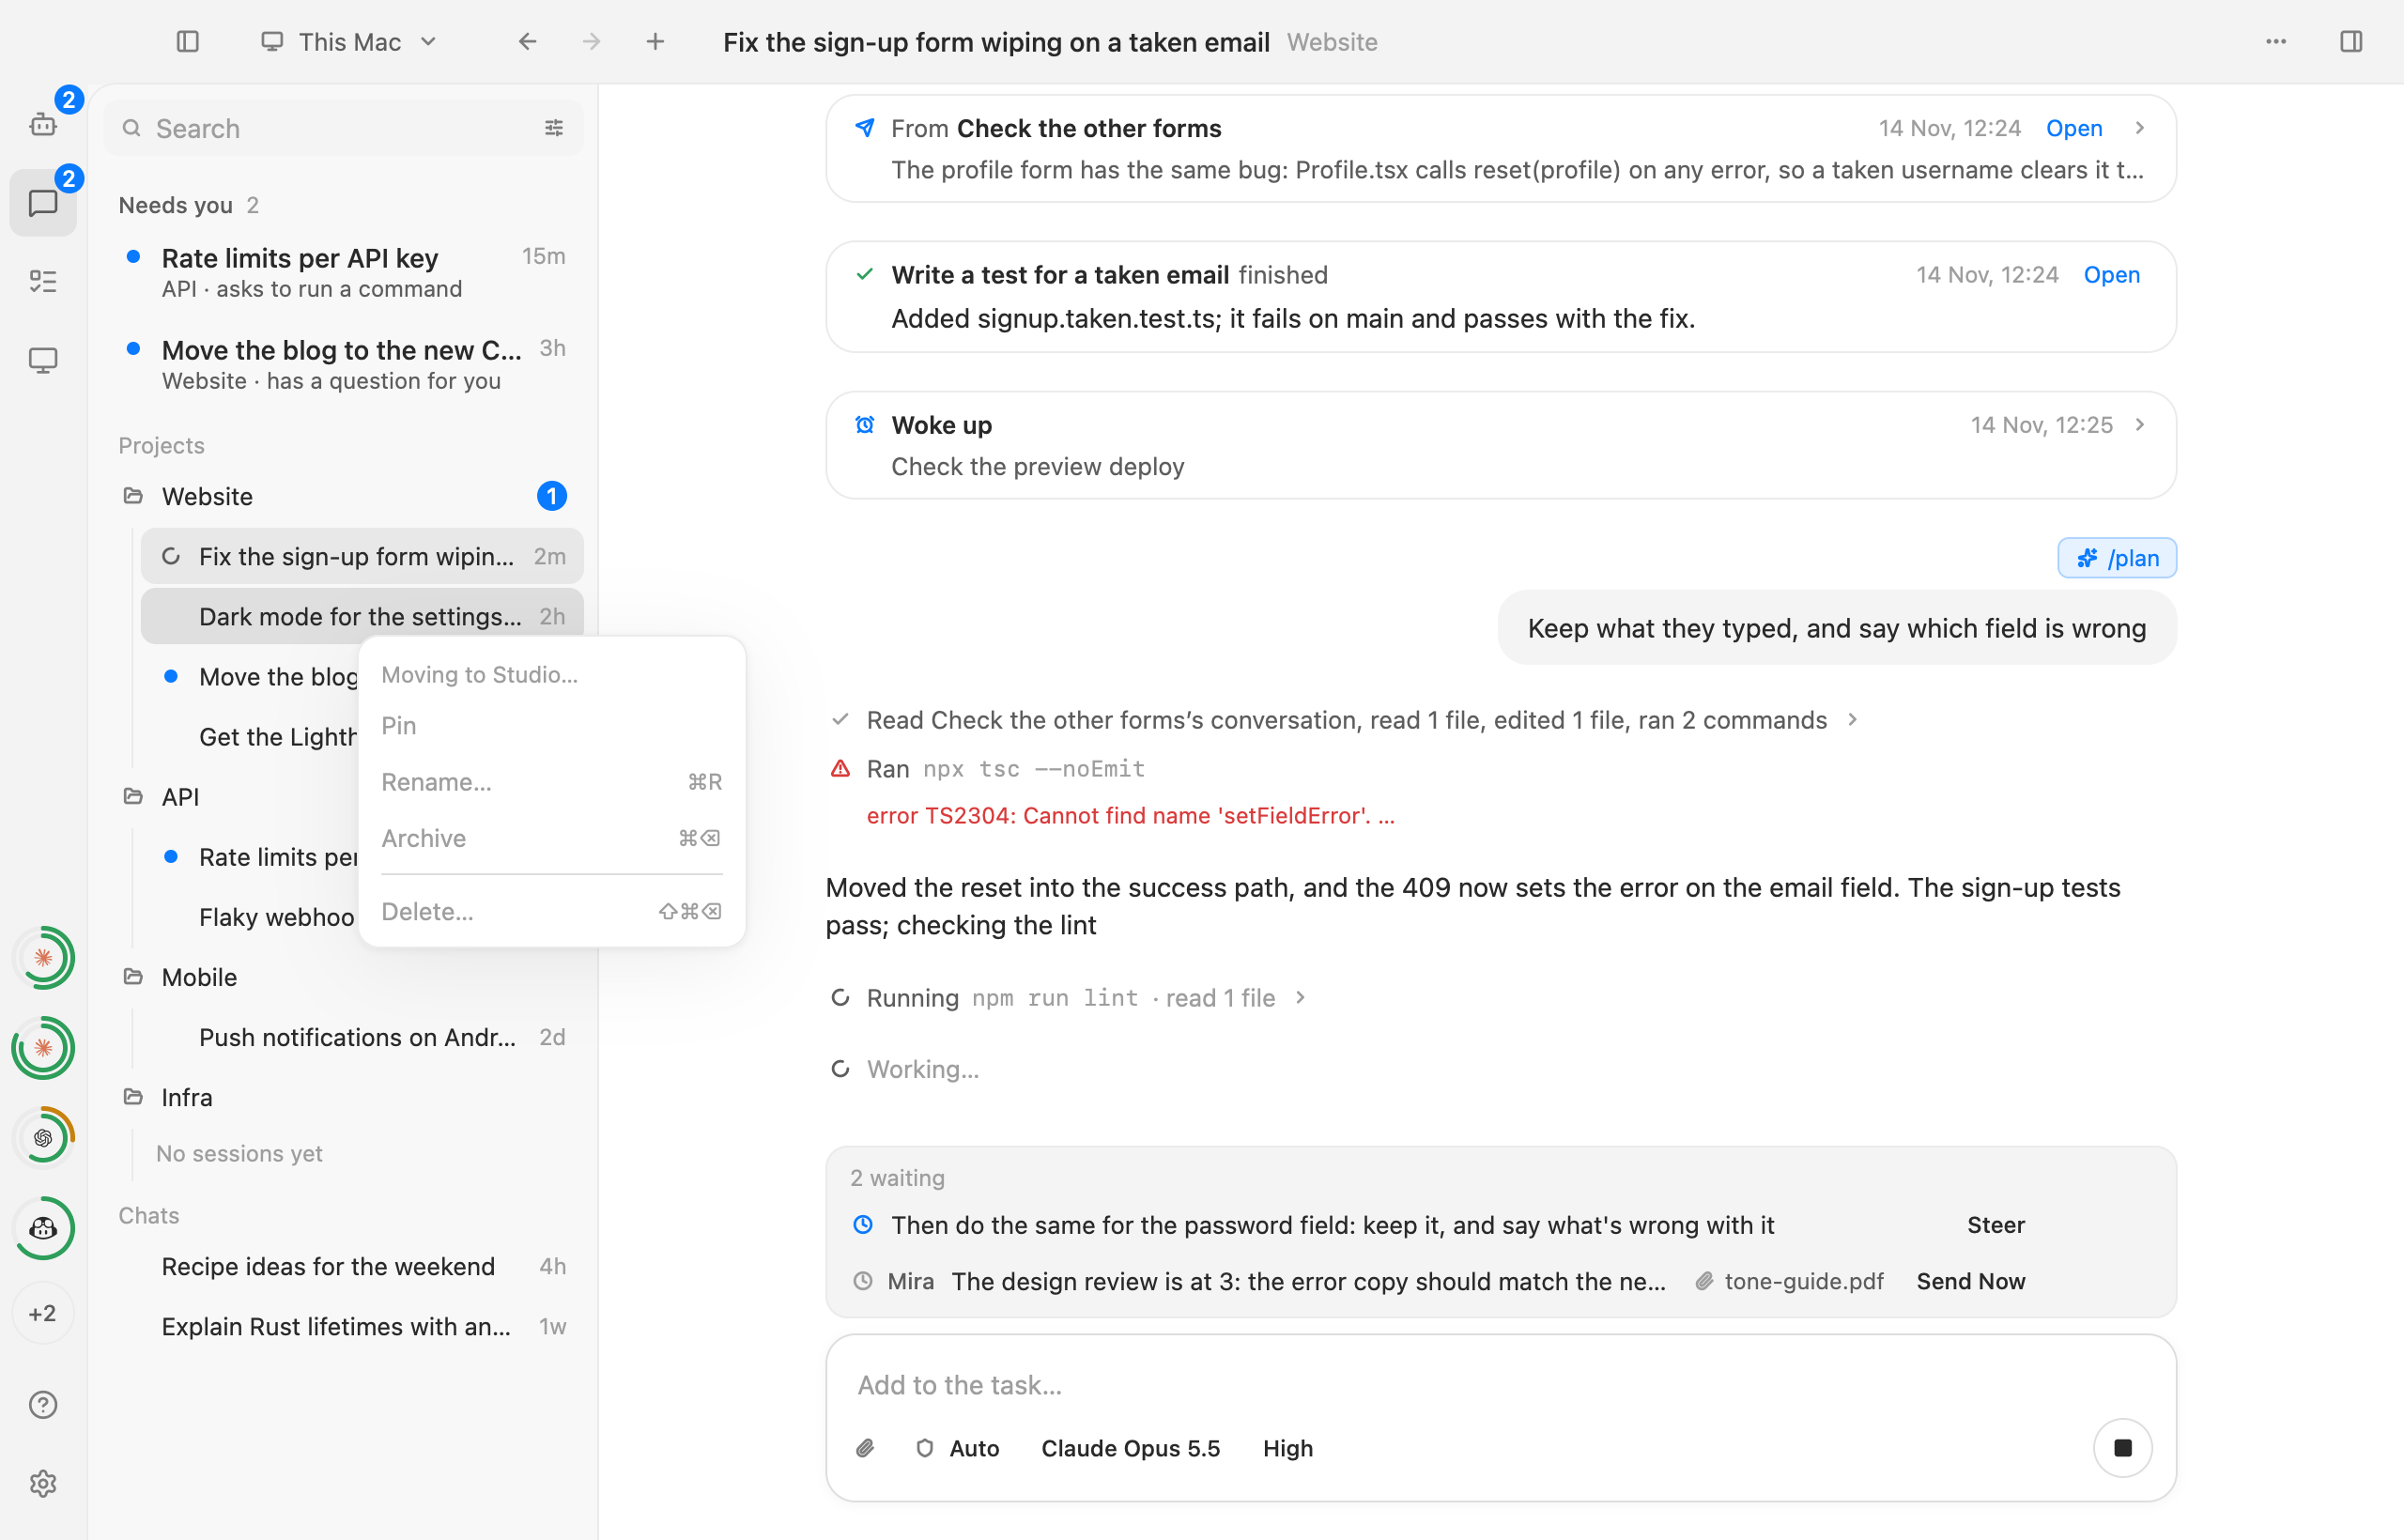 This Mac
Fix the sign-up form wiping on a taken email Website
2
2
Search
Needs you 2
Rate limits per API key 15m
API · asks to run a command
Move the blog to the new C... 3h
Website · has a question for you
Projects
Website 1
Fix the sign-up form wipin... 2m
Dark mode for the settings... 2h
Move the blog
Get the Lighth
API
Rate limits per
Flaky webhoo
Mobile
Push notifications on Andr... 2d
Infra
No sessions yet
Chats
Recipe ideas for the weekend 4h
Explain Rust lifetimes with an... 1w
+2
Moving to Studio...
Pin
Rename... ⌘R
Archive ⌘⌫
Delete... ⇧⌘⌫
From Check the other forms 14 Nov, 12:24 Open
The profile form has the same bug: Profile.tsx calls reset(profile) on any error, so a taken username clears it t...
Write a test for a taken email finished 14 Nov, 12:24 Open
Added signup.taken.test.ts; it fails on main and passes with the fix.
Woke up 14 Nov, 12:25
Check the preview deploy
/plan
Keep what they typed, and say which field is wrong
Read Check the other forms’s conversation, read 1 file, edited 1 file, ran 2 commands
Ran npx tsc --noEmit
error TS2304: Cannot find name 'setFieldError'. ...
Moved the reset into the success path, and the 409 now sets the error on the email field. The sign-up tests
pass; checking the lint
Running npm run lint · read 1 file
Working...
2 waiting
Then do the same for the password field: keep it, and say what's wrong with it Steer
Mira The design review is at 3: the error copy should match the ne... tone-guide.pdf Send Now
Add to the task...
Auto Claude Opus 5.5 High